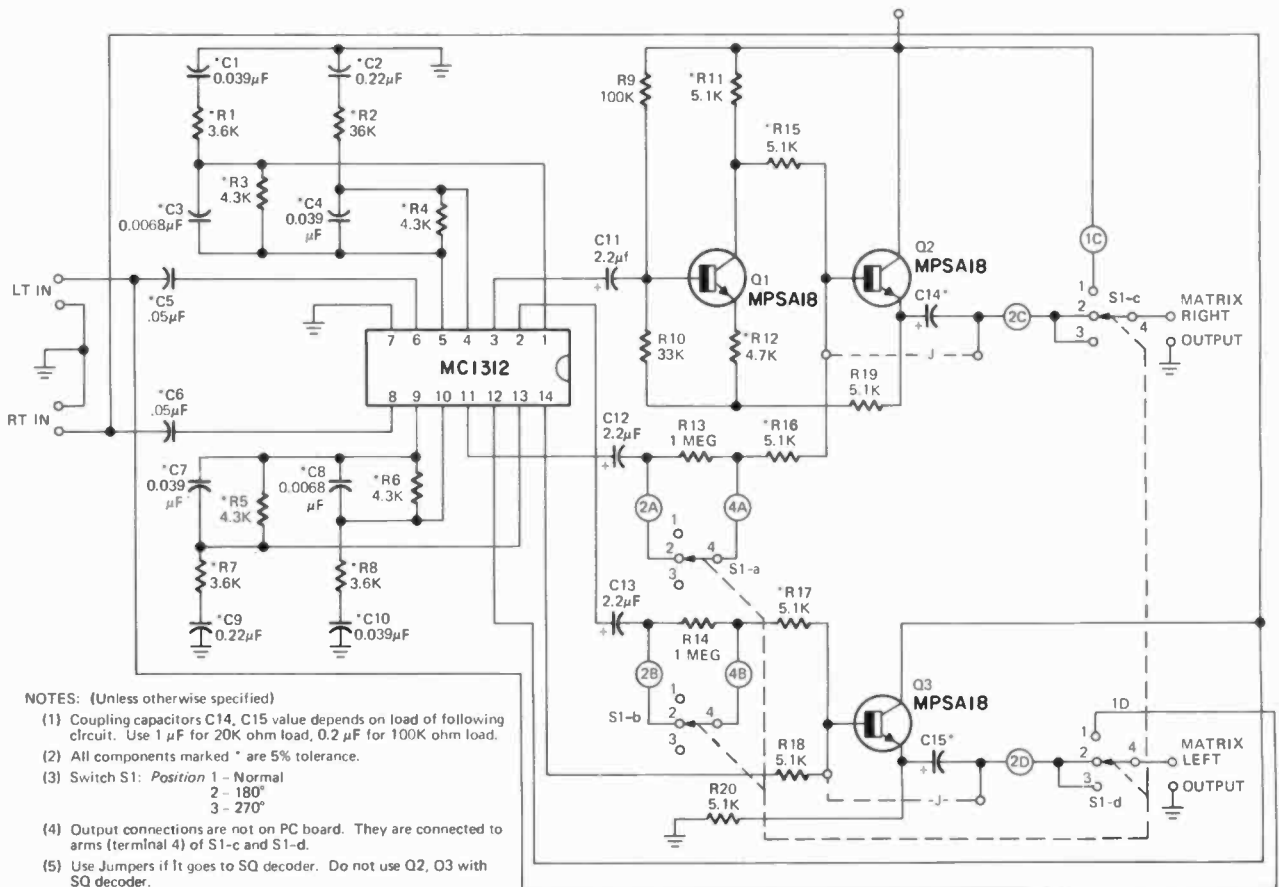 *C1
0.039µF
*C2
0.22µF
*R1
3.6K
*R2
36K
*R3
4.3K
*C3
0.0068µF
*C4
0.039
µF
*R4
4.3K
LT IN
*C5
.05µF
*C6
.05µF
RT IN
7 6 5 4 3 2 1
MC1312
8 9 10 11 12 13 14
*C7
0.039
µF
*R5
4.3K
*C8
0.0068
µF
*R6
4.3K
*R7
3.6K
*R8
3.6K
*C9
0.22µF
*C10
0.039µF
R9
100K
*R11
5.1K
*R15
5.1K
C11
2.2µf
+
Q1
MPSA18
Q2
MPSA18
R10
33K
*R12
4.7K
C14*
+
J
R19
5.1K
1C
2C
1
2
3
S1-c
4
MATRIX
RIGHT
OUTPUT
C12
2.2µF
+
R13
1 MEG
*R16
5.1K
2A
4A
1
2
3
4
S1-a
C13
2.2µF
+
R14
1 MEG
*R17
5.1K
2B
4B
1
2
3
4
S1-b
Q3
MPSA18
R18
5.1K
C15*
+
J
R20
5.1K
2D
1D
1
2
3
4
S1-d
MATRIX
LEFT
OUTPUT
NOTES: (Unless otherwise specified)
(1) Coupling capacitors C14, C15 value depends on load of following
circuit. Use 1 µF for 20K ohm load, 0.2 µF for 100K ohm load.
(2) All components marked * are 5% tolerance.
(3) Switch S1: Position 1 – Normal
2 – 180°
3 – 270°
(4) Output connections are not on PC board. They are connected to
arms (terminal 4) of S1-c and S1-d.
(5) Use Jumpers if It goes to SQ decoder. Do not use Q2, Q3 with
SQ decoder.